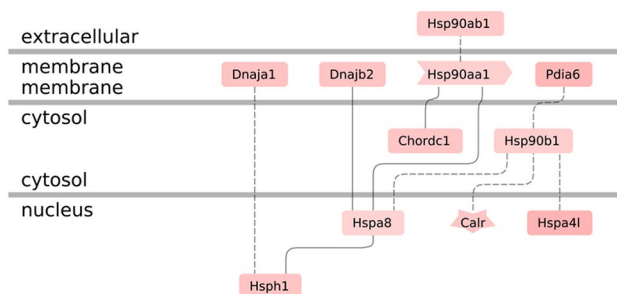 Hsp90ab1
extracellular
membrane
Dnaja1 Dnajb2 Hsp90aa1 Pdia6
membrane
cytosol
Chordc1 Hsp90b1
cytosol
nucleus
Hspa8 Calr Hspa4l
Hsph1